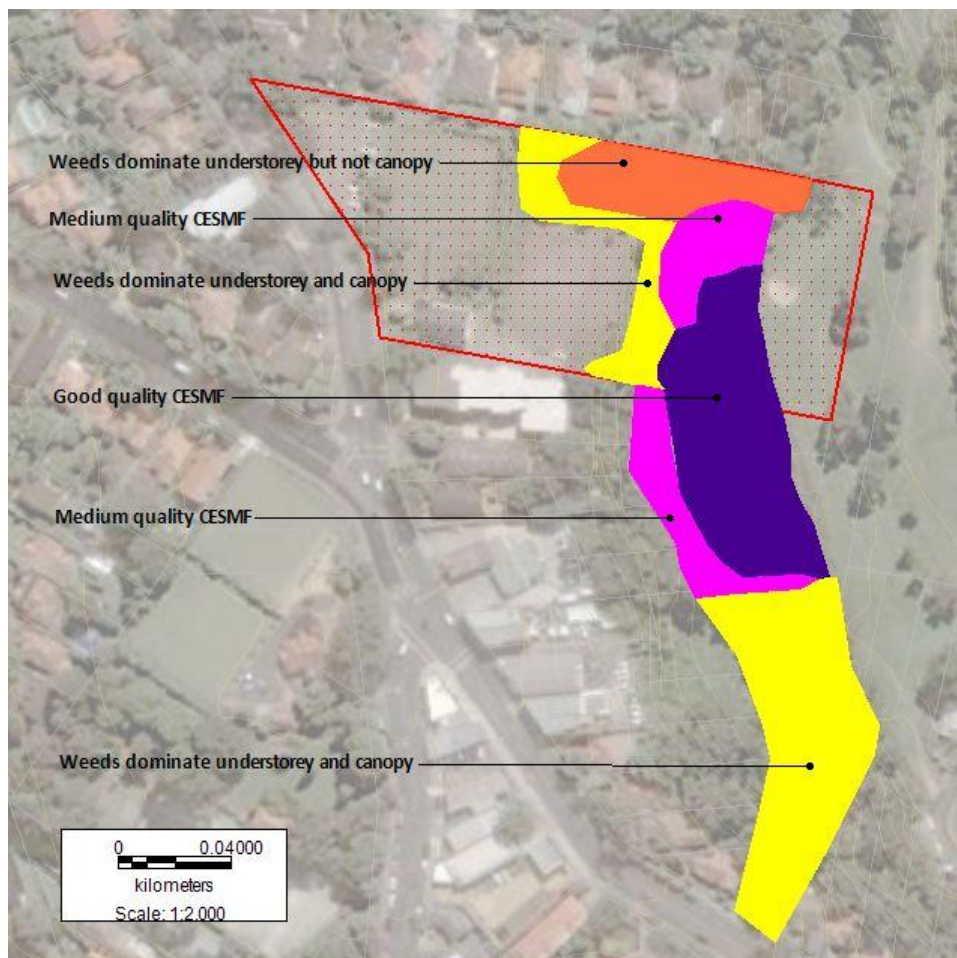 Weeds dominate understorey but not canopy
Medium quality CESMF
Weeds dominate understorey and canopy
Good quality CESMF
Medium quality CESMF
Weeds dominate understorey and canopy
0 0.04000
kilometers
Scale: 1:2,000